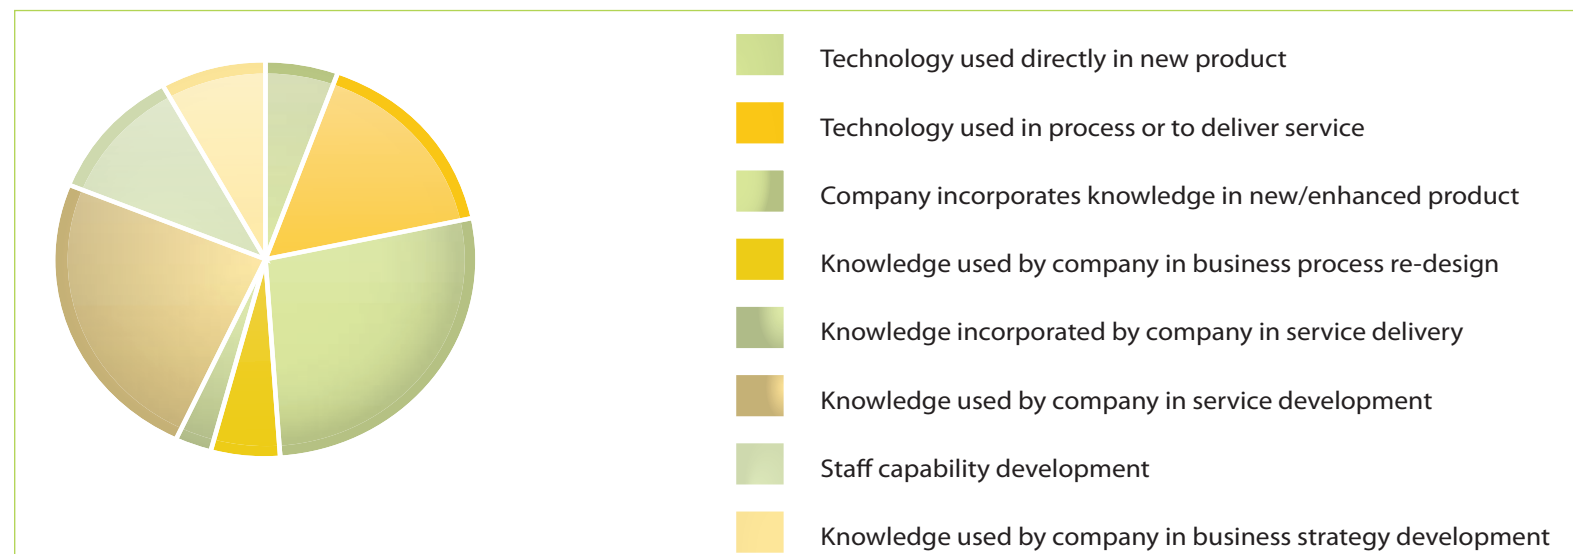 Technology used directly in new product
Technology used in process or to deliver service
Company incorporates knowledge in new/enhanced product
Knowledge used by company in business process re-design
Knowledge incorporated by company in service delivery
Knowledge used by company in service development
Staff capability development
Knowledge used by company in business strategy development